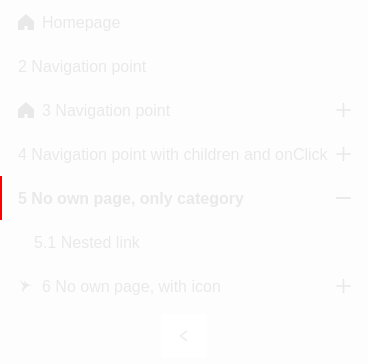 Homepage
2 Navigation point
3 Navigation point
4 Navigation point with children and onClick
5 No own page, only category
5.1 Nested link
6 No own page, with icon